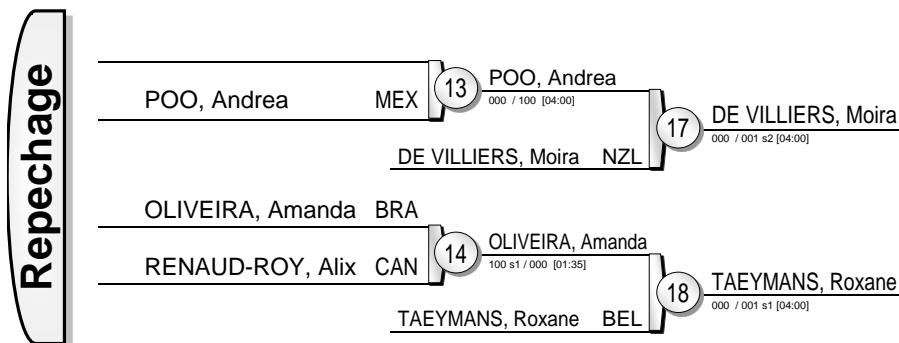 Repechage
POO, Andrea MEX
13
POO, Andrea
000 / 100 [04:00]
DE VILLIERS, Moira NZL
17
DE VILLIERS, Moira
000 / 001 s2 [04:00]
OLIVEIRA, Amanda BRA
RENAUD-ROY, Alix CAN
14
OLIVEIRA, Amanda
100 s1 / 000 [01:35]
TAEYMANS, Roxane BEL
18
TAEYMANS, Roxane
000 / 001 s1 [04:00]